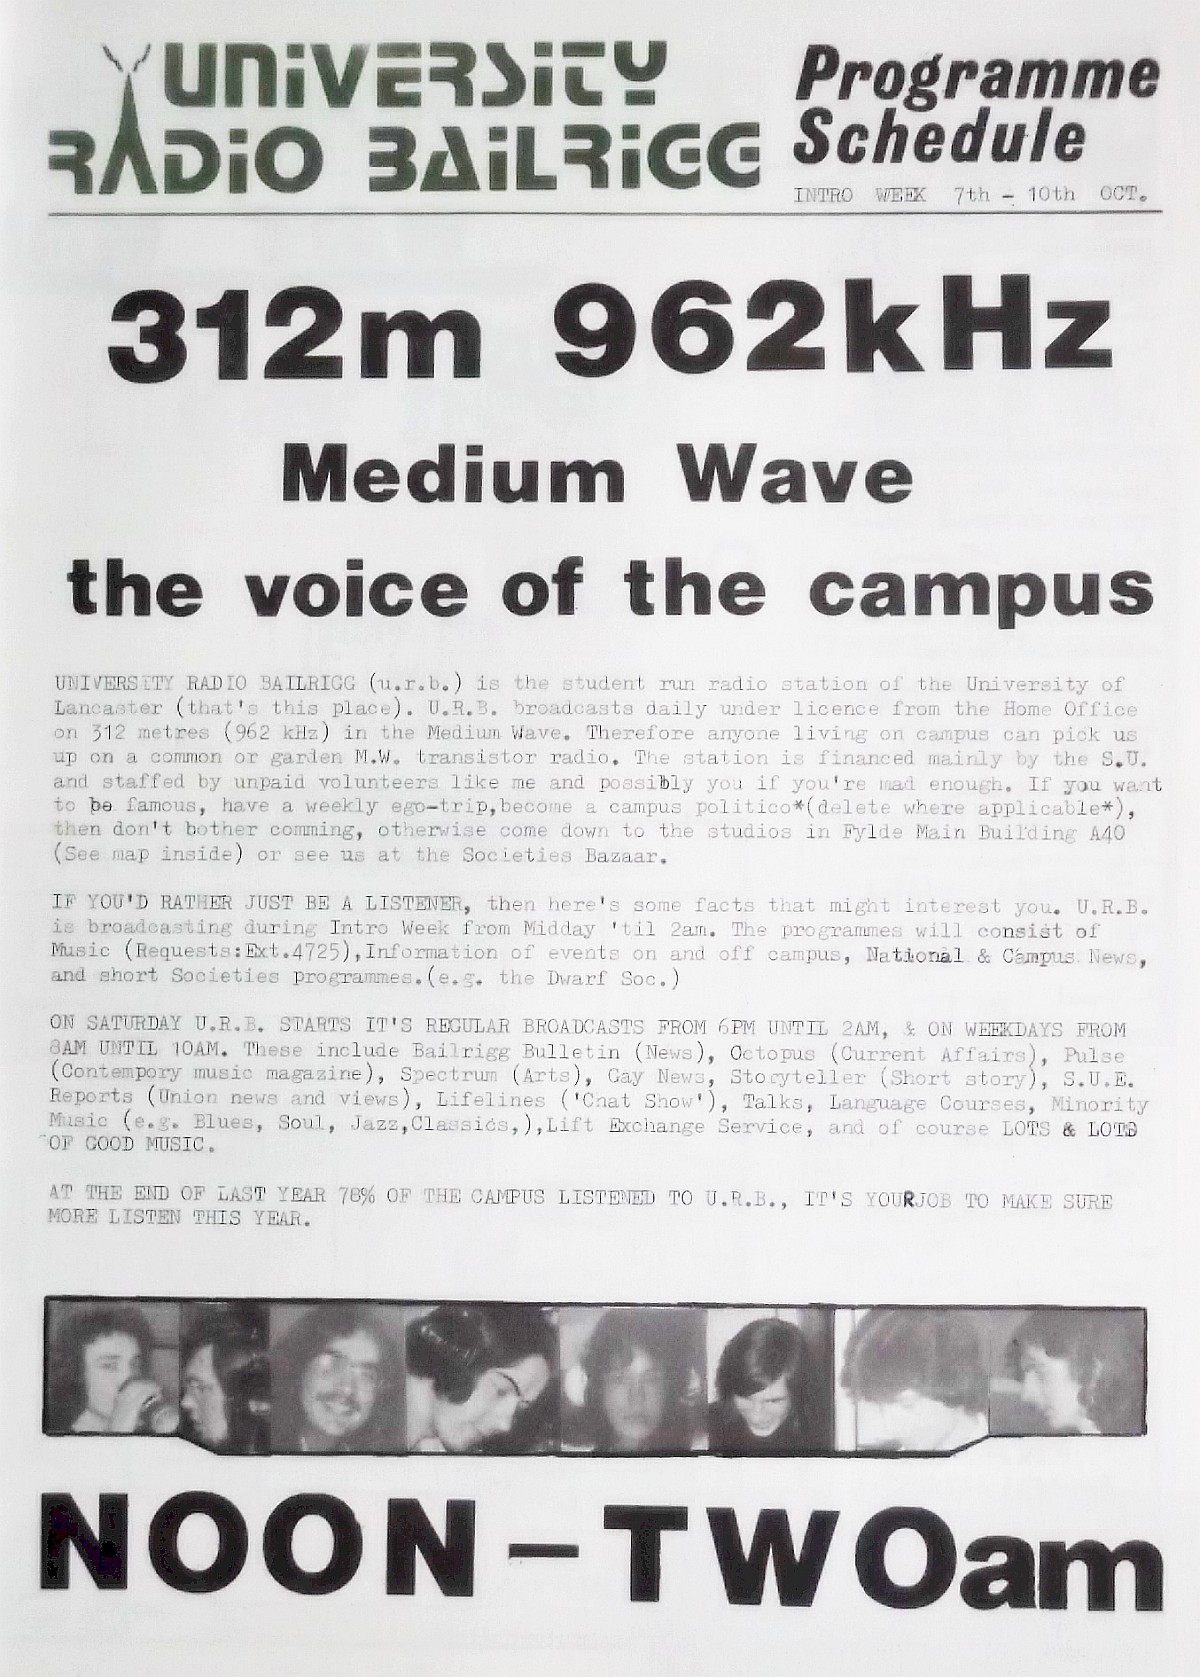 UNIVERSITY
RADIO BAILRIGG
Programme
Schedule
INTRO WEEK 7th - 10th OCT.
312m 962kHz
Medium Wave
the voice of the campus
UNIVERSITY RADIO BAILRIGG (u.r.b.) is the student run radio station of the University of
Lancaster (that's this place). U.R.B. broadcasts daily under licence from the Home Office
on 312 metres (962 kHz) in the Medium Wave. Therefore anyone living on campus can pick us
up on a common or garden M.W. transistor radio. The station is financed mainly by the S.U.
and staffed by unpaid volunteers like me and possibly you if you're mad enough. If you want
to be famous, have a weekly ego-trip,become a campus politico*(delete where applicable*),
then don't bother comming, otherwise come down to the studios in Fylde Main Building A40
(See map inside) or see us at the Societies Bazaar.
IF YOU'D RATHER JUST BE A LISTENER, then here's some facts that might interest you. U.R.B.
is broadcasting during Intro Week from Midday 'til 2am. The programmes will consist of
Music (Requests:Ext.4725),Information of events on and off campus, National & Campus News,
and short Societies programmes.(e.g. the Dwarf Soc.)
ON SATURDAY U.R.B. STARTS IT'S REGULAR BROADCASTS FROM 6PM UNTIL 2AM, & ON WEEKDAYS FROM
8AM UNTIL 10AM. These include Bailrigg Bulletin (News), Octopus (Current Affairs), Pulse
(Contempory music magazine), Spectrum (Arts), Gay News, Storyteller (Short story), S.U.E.
Reports (Union news and views), Lifelines ('Chat Show'), Talks, Language Courses, Minority
Music (e.g. Blues, Soul, Jazz,Classics,),Lift Exchange Service, and of course LOTS & LOTS
OF GOOD MUSIC.
AT THE END OF LAST YEAR 78% OF THE CAMPUS LISTENED TO U.R.B., IT'S YOURJOB TO MAKE SURE
MORE LISTEN THIS YEAR.
NOON-TWOam